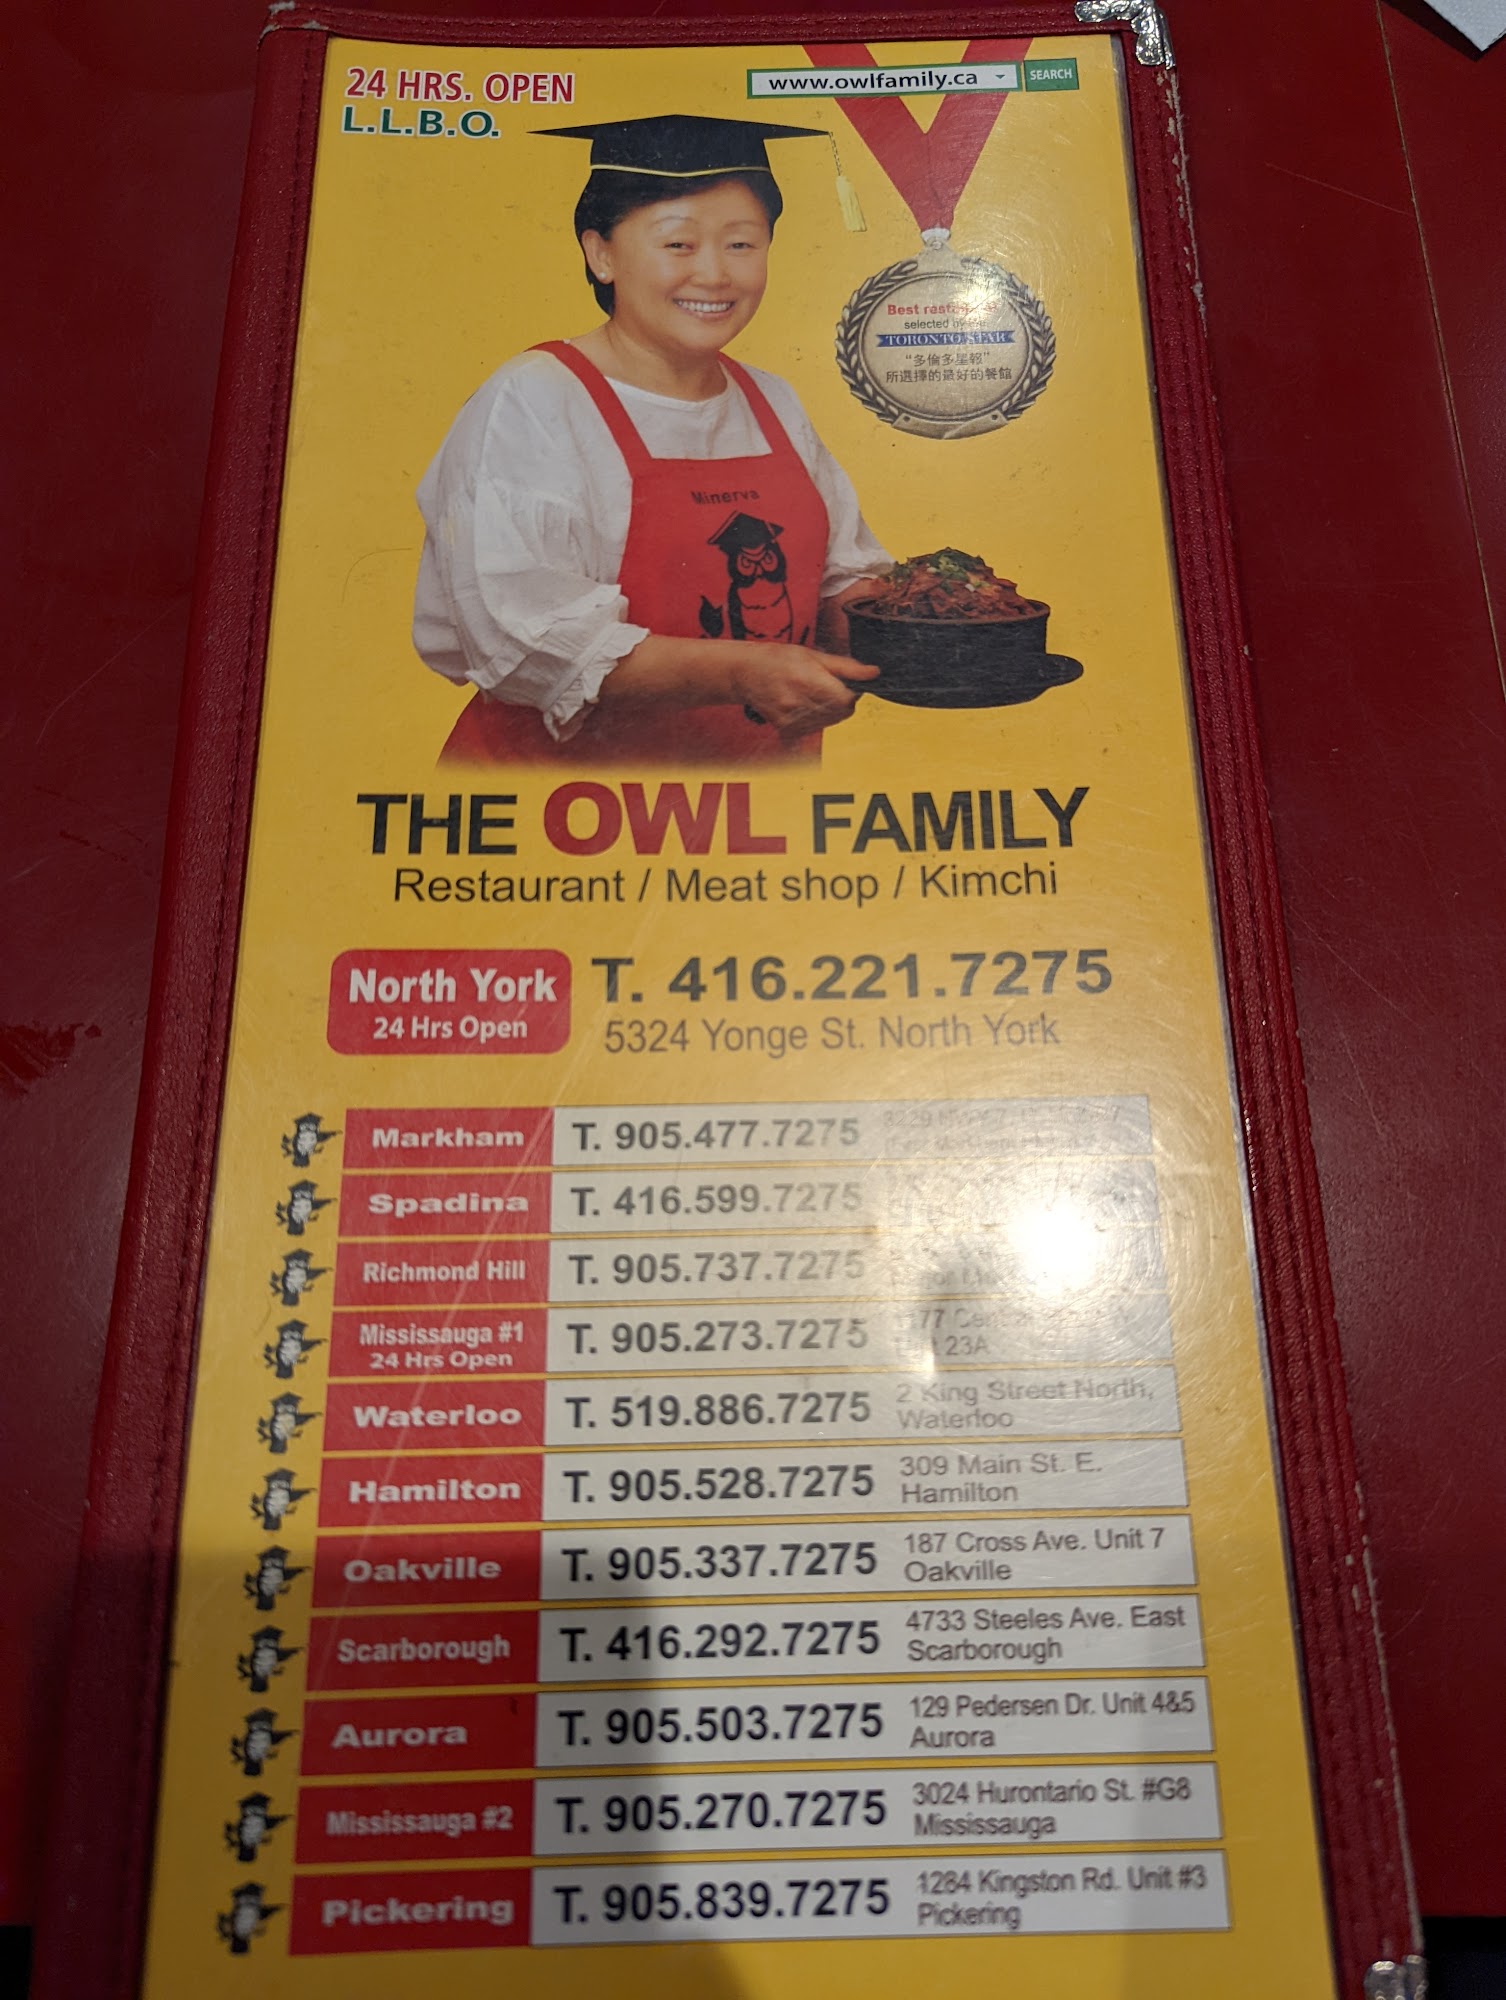 24 HRS. OPEN
L.L.B.O.
www.owlfamily.ca SEARCH
Best
selected
TORONTO STAR
“多倫多星報”
所選擇的最好的餐館
Minerva
THE OWL FAMILY
Restaurant / Meat shop / Kimchi
North York
24 Hrs Open
T. 416.221.7275
5324 Yonge St. North York
Markham T. 905.477.7275
Spadina T. 416.599.7275
Richmond Hill T. 905.737.7275
Mississauga #1
24 Hrs Open
T. 905.273.7275
23A
Waterloo T. 519.886.7275
2 King Street North,
Waterloo
Hamilton T. 905.528.7275
309 Main St. E.
Hamilton
Oakville T. 905.337.7275
187 Cross Ave. Unit 7
Oakville
Scarborough T. 416.292.7275
4733 Steeles Ave. East
Scarborough
Aurora T. 905.503.7275
129 Pedersen Dr. Unit 4&5
Aurora
Mississauga #2 T. 905.270.7275
3024 Hurontario St. #G8
Mississauga
Pickering T. 905.839.7275
1284 Kingston Rd. Unit #3
Pickering